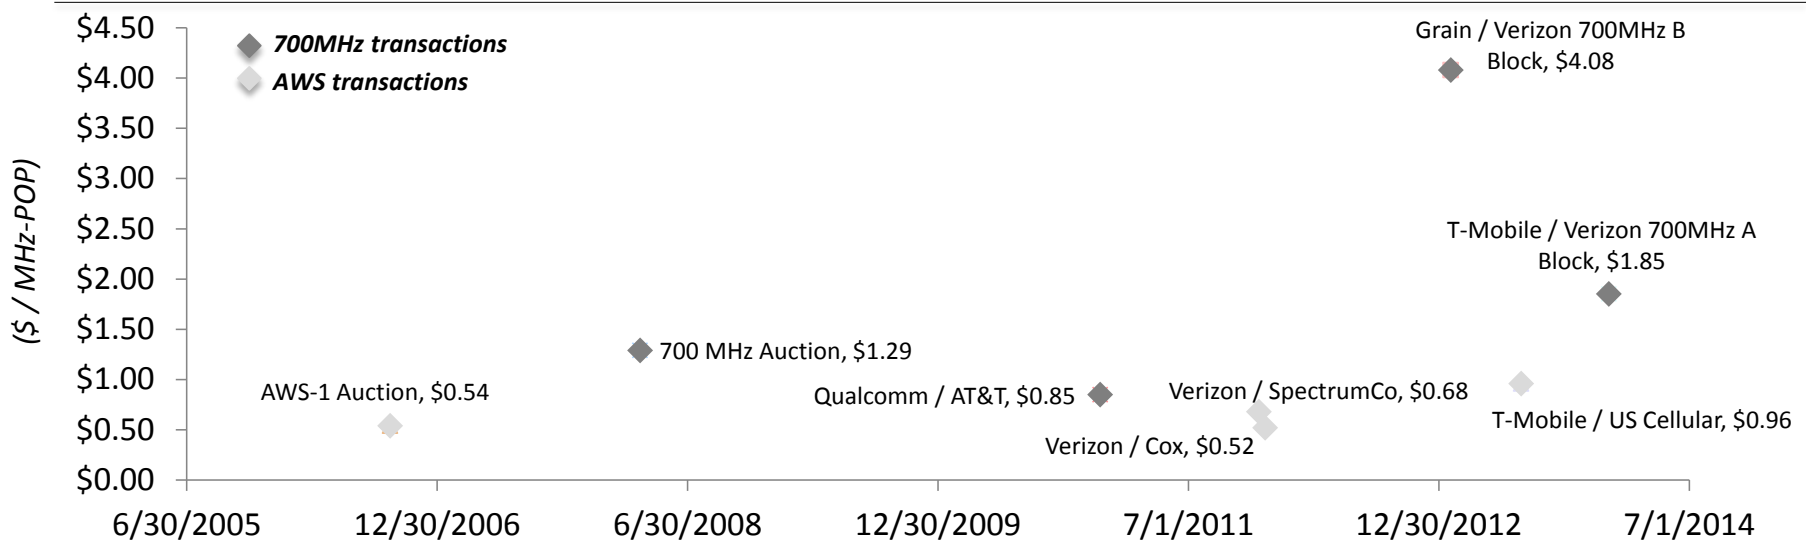 $4.50
$4.00
$3.50
$3.00
$2.50
$2.00
$1.50
$1.00
$0.50
$0.00
($ / MHz-POP)
700MHz transactions
AWS transactions
Grain / Verizon 700MHz B
Block, $4.08
T-Mobile / Verizon 700MHz A
Block, $1.85
700 MHz Auction, $1.29
AWS-1 Auction, $0.54
Qualcomm / AT&T, $0.85
Verizon / SpectrumCo, $0.68
Verizon / Cox, $0.52
T-Mobile / US Cellular, $0.96
6/30/2005
12/30/2006
6/30/2008
12/30/2009
7/1/2011
12/30/2012
7/1/2014